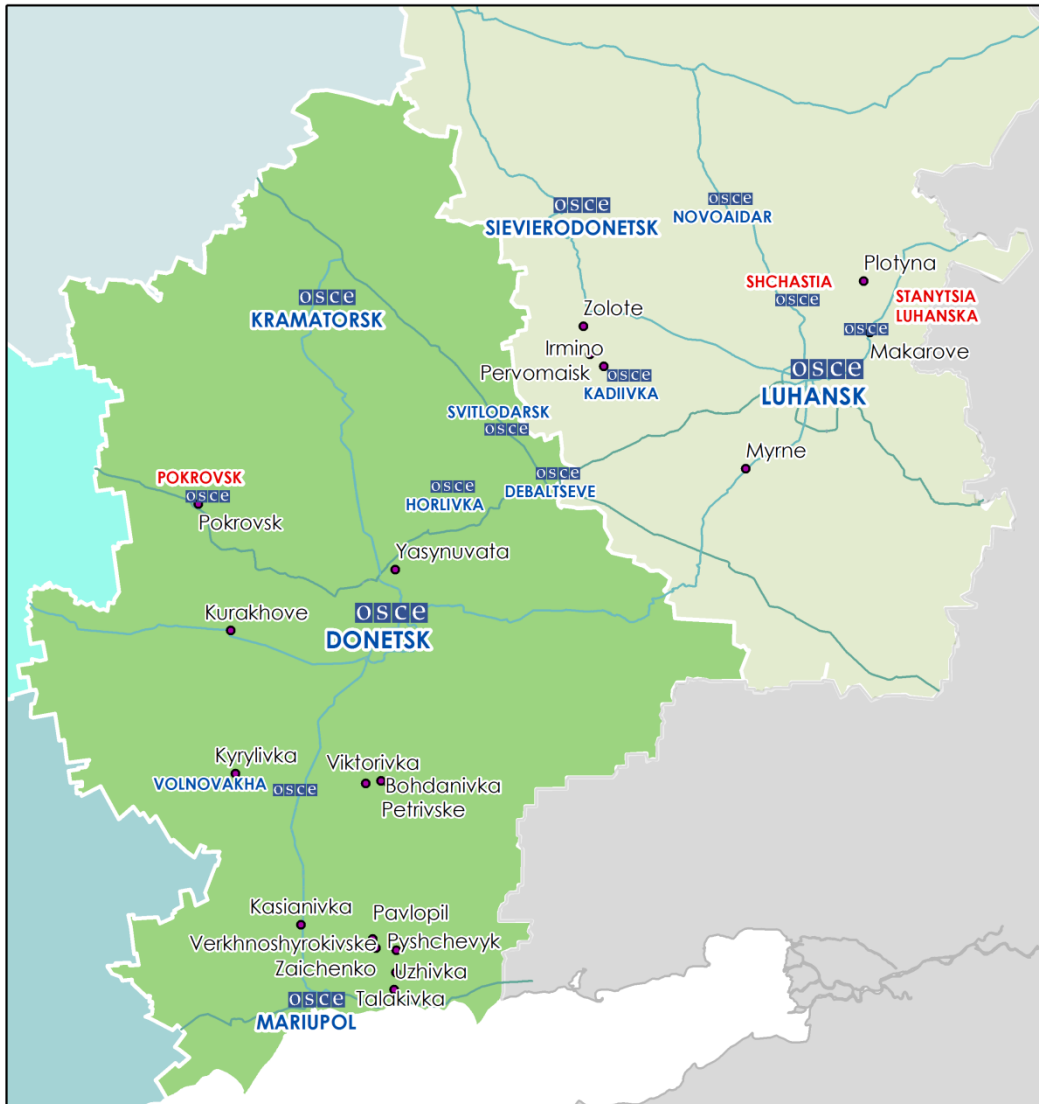 osce
SIEVIERODONETSK
osce
NOVOAIDAR
Plotyna
SHCHASTIA
osce
STANYTSIA
LUHANSKA
osce
Makarove
osce
KRAMATORSK
Zolote
Irmino
Pervomaisk
osce
KADIIVKA
osce
LUHANSK
SVITLODARSK
osce
Myrne
POKROVSK
osce
Pokrovsk
osce
HORLIVKA
osce
DEBALTSEVE
Yasynuvata
Kurakhove
osce
DONETSK
Kyrylivka
VOLNOVAKHA
osce
Viktorivka
Bohdanivka
Petrivske
Kasianivka
Pavlopil
Verkhnoshyrokivske
Pyshchevyk
Zaichenko
Uzhivka
Talakivka
osce
MARIUPOL